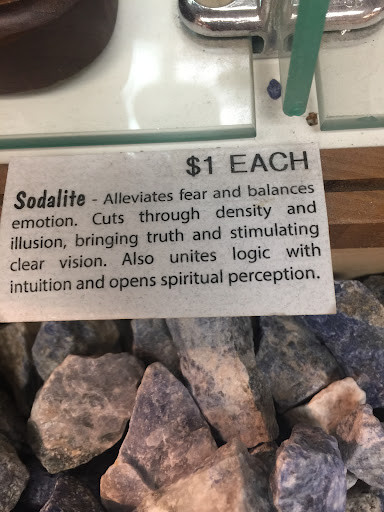 $1 EACH
Sodalite - Alleviates fear and balances
emotion. Cuts through density and
illusion, bringing truth and stimulating
clear vision. Also unites logic with
intuition and opens spiritual perception.